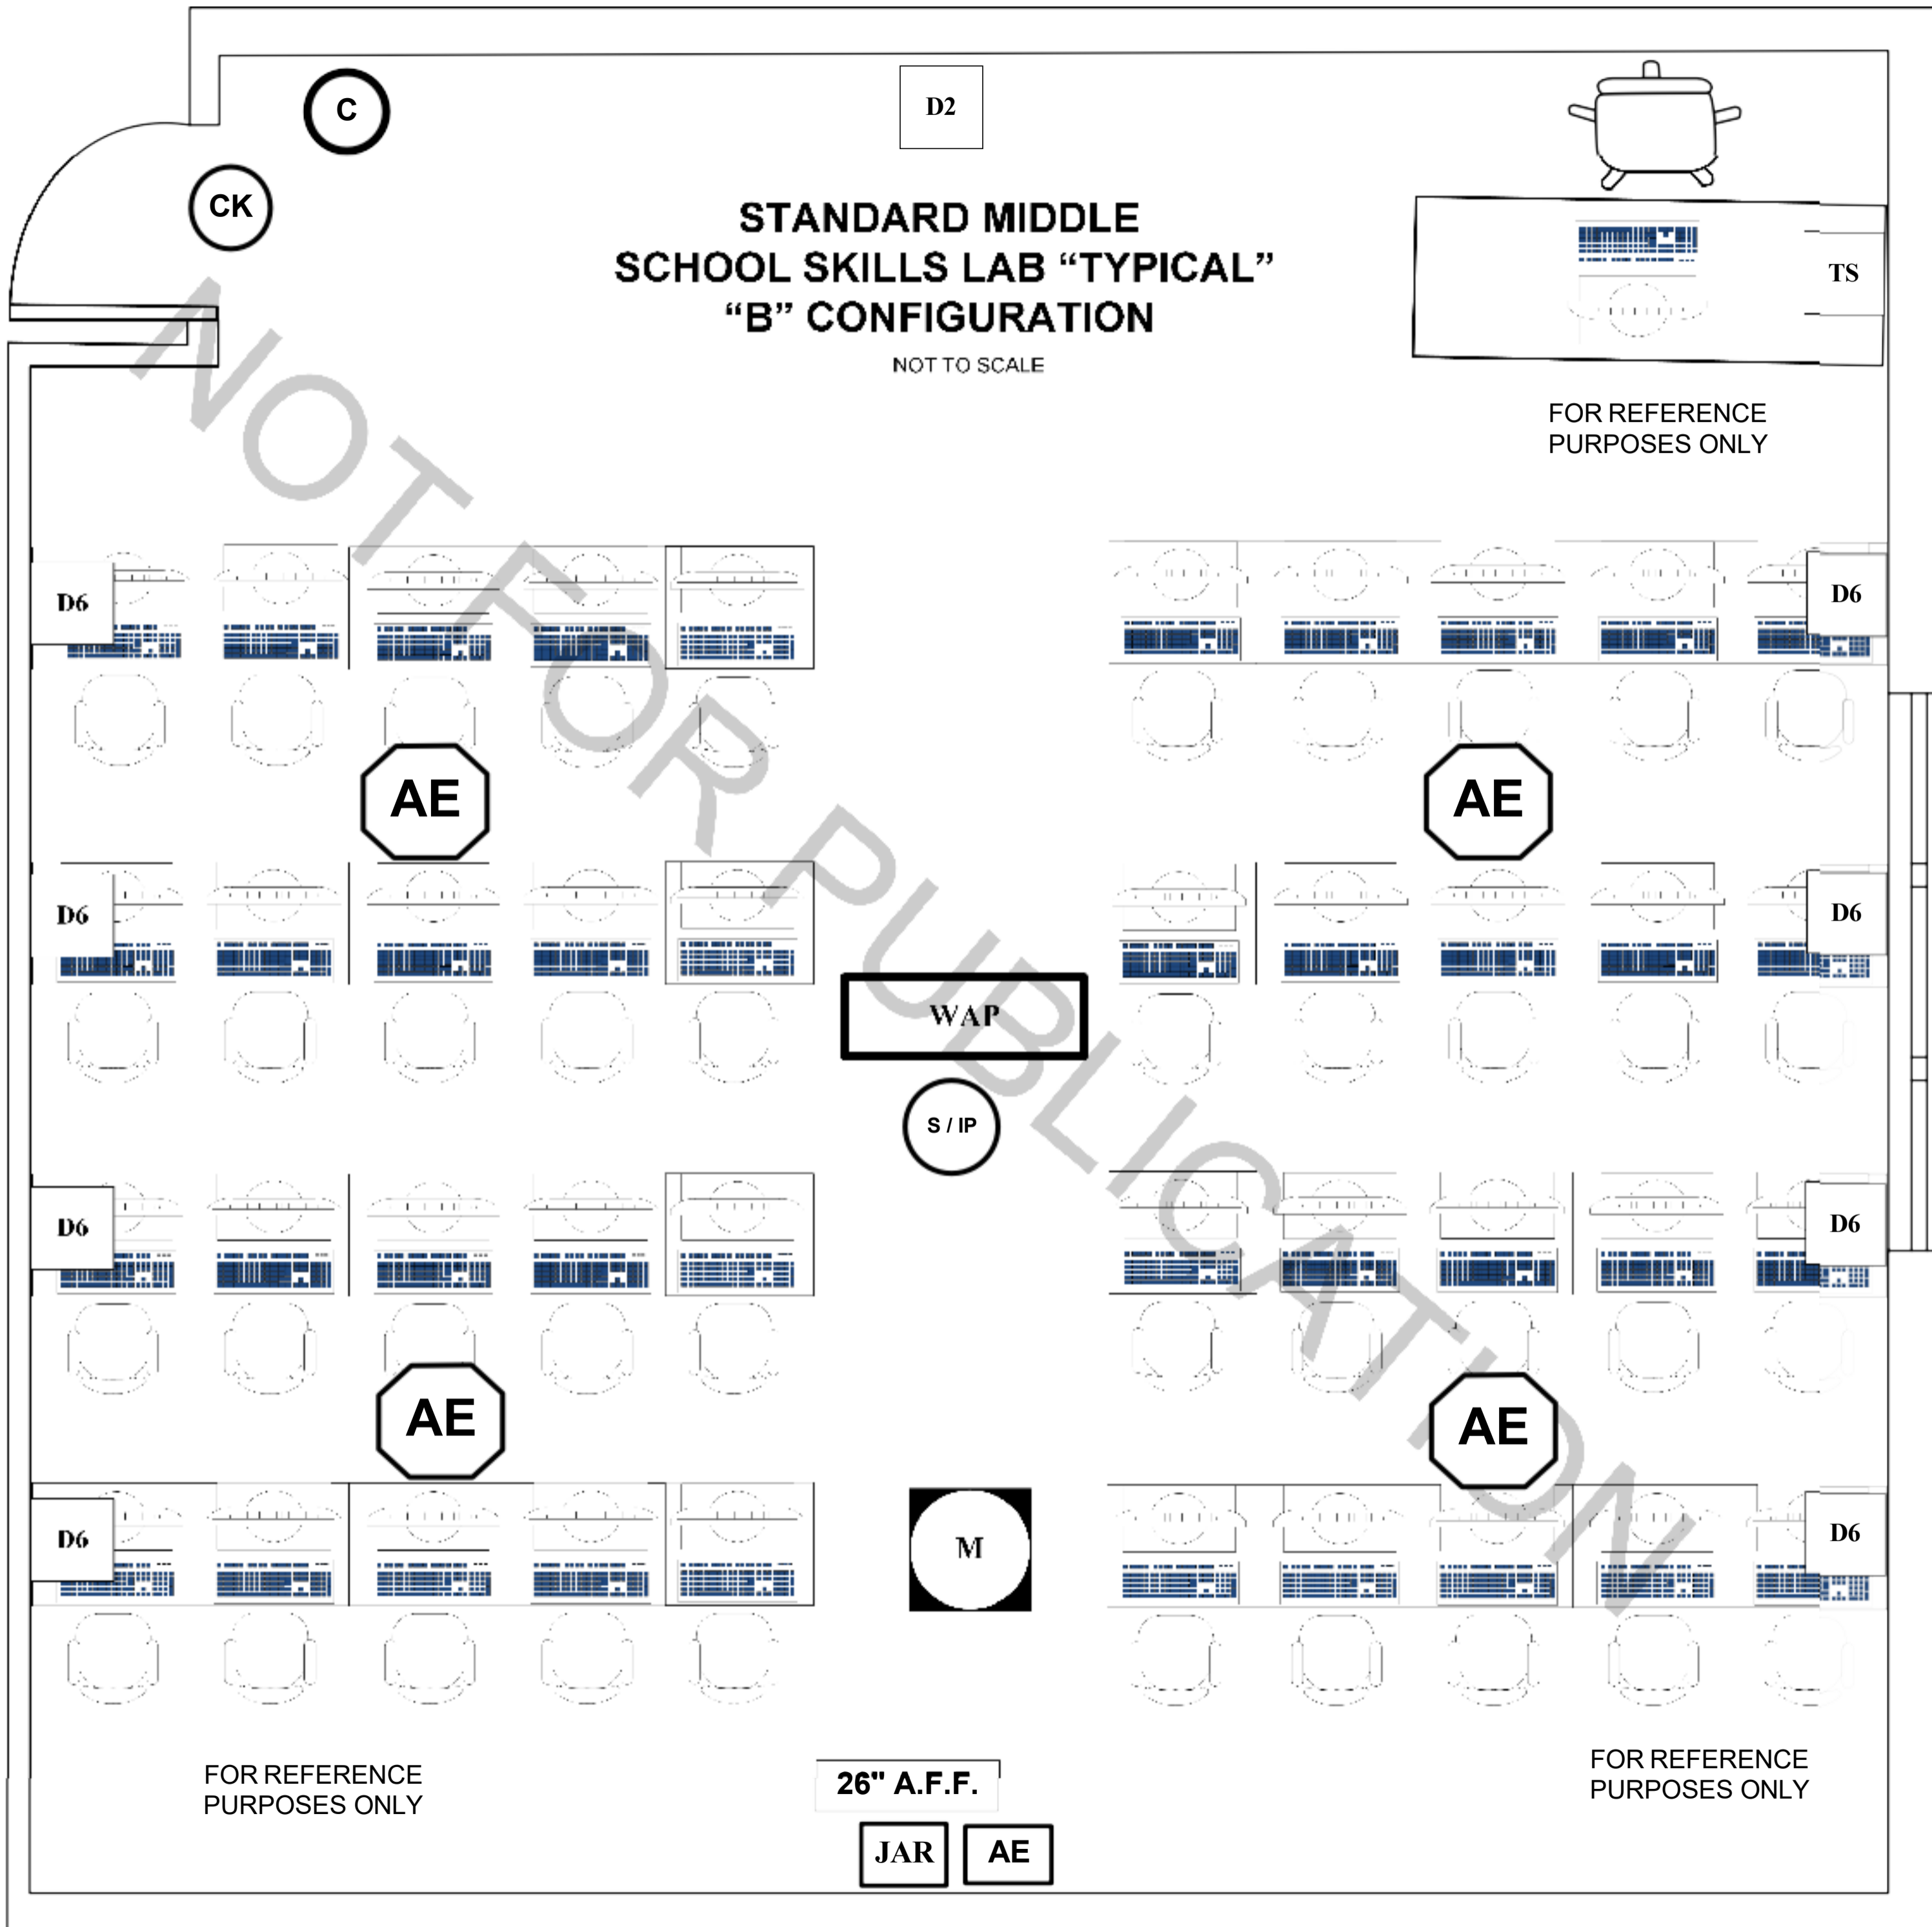 C
D2
CK
STANDARD MIDDLE
SCHOOL SKILLS LAB “TYPICAL”
“B” CONFIGURATION
NOT TO SCALE
TS
FOR REFERENCE
PURPOSES ONLY
NOT FOR PUBLICATION
D6
D6
AE
AE
D6
D6
WAP
S / IP
D6
D6
AE
AE
D6
D6
M
FOR REFERENCE
PURPOSES ONLY
FOR REFERENCE
PURPOSES ONLY
26" A.F.F.
JAR
AE